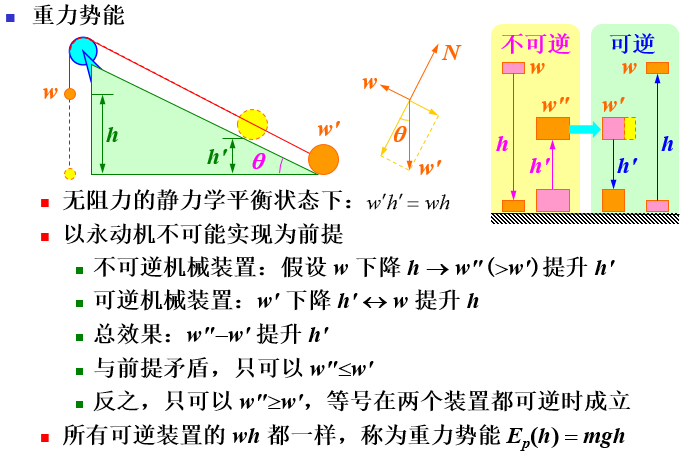 重力势能
w
h
h′
θ
w′
N
w
θ
w′
不可逆
可逆
w
w
w″
w′
h
h′
h′
h
无阻力的静力学平衡状态下：w′h′ = wh
以永动机不可能实现为前提
不可逆机械装置：假设 w 下降 h → w″(>w′)提升 h′
可逆机械装置：w′ 下降 h′ ↔ w 提升 h
总效果：w″–w′ 提升 h′
与前提矛盾，只可以 w″≤w′
反之，只可以 w″≥w′，等号在两个装置都可逆时成立
所有可逆装置的 wh 都一样，称为重力势能 Eₚ(h) = mgh